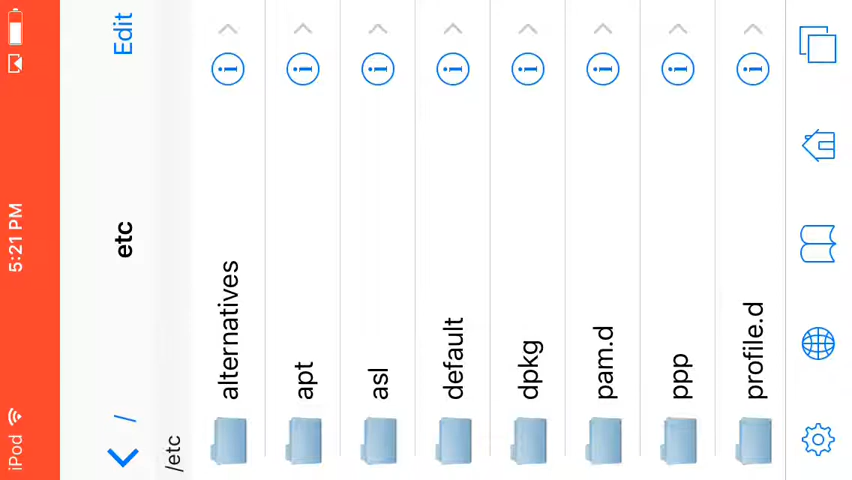 iPod 5:21 PM
/ etc Edit
/etc
alternatives
apt
asl
default
dpkg
pam.d
ppp
profile.d